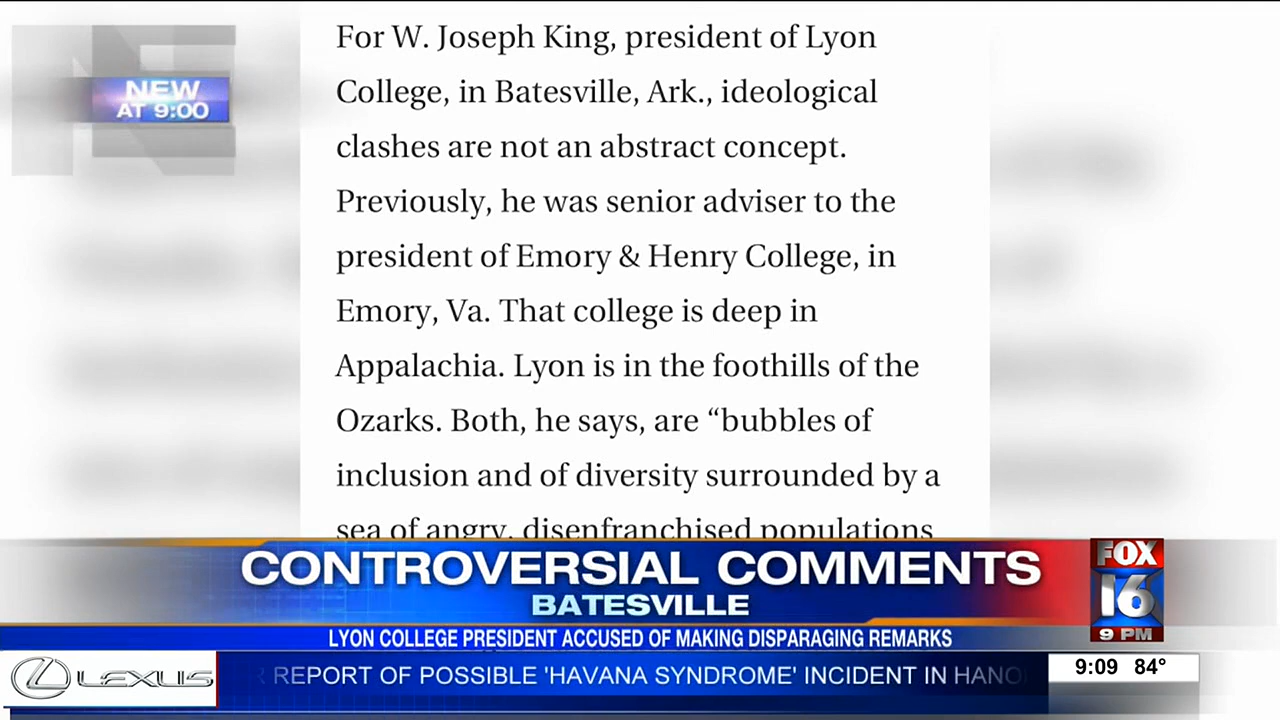 NEW
AT 9:00
For W. Joseph King, president of Lyon
College, in Batesville, Ark., ideological
clashes are not an abstract concept.
Previously, he was senior adviser to the
president of Emory & Henry College, in
Emory, Va. That college is deep in
Appalachia. Lyon is in the foothills of the
Ozarks. Both, he says, are “bubbles of
inclusion and of diversity surrounded by a
sea of angry, disenfranchised populations
CONTROVERSIAL COMMENTS
BATESVILLE
LYON COLLEGE PRESIDENT ACCUSED OF MAKING DISPARAGING REMARKS
FOX
16
9 PM
LEXUS
R REPORT OF POSSIBLE 'HAVANA SYNDROME' INCIDENT IN HANO
9:09 84°